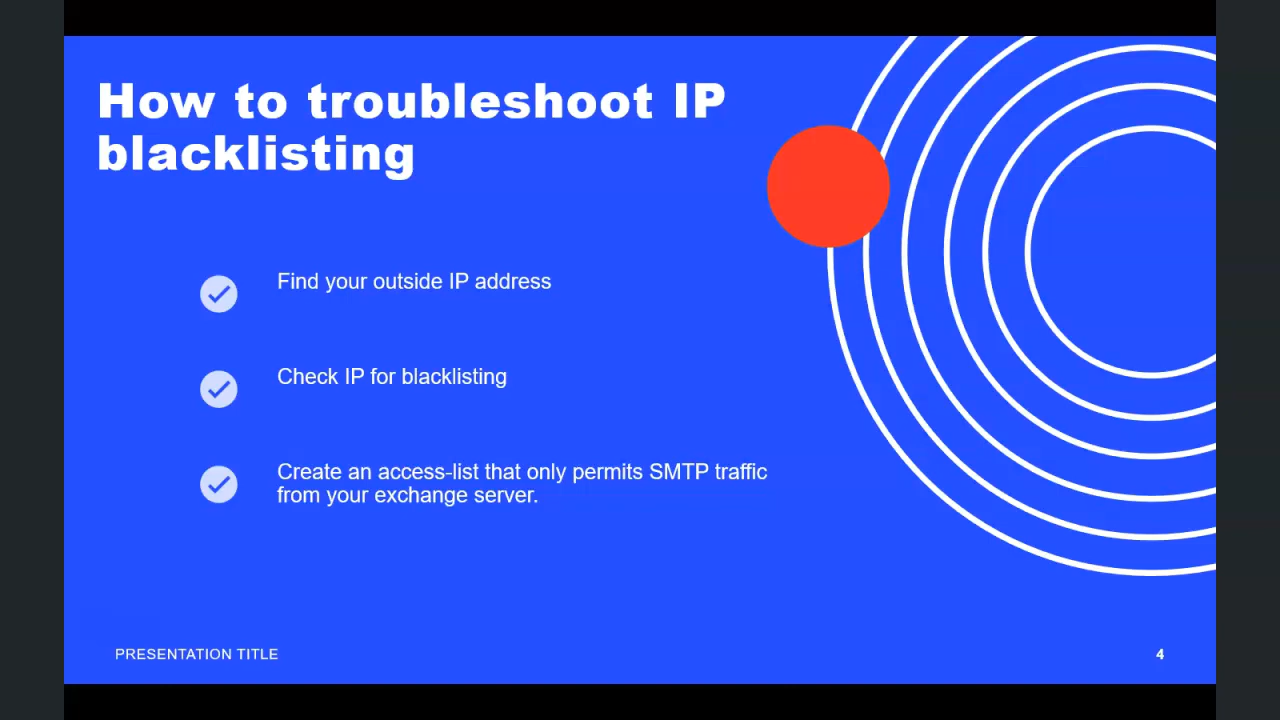 How to troubleshoot IP
blacklisting
Find your outside IP address
Check IP for blacklisting
Create an access-list that only permits SMTP traffic
from your exchange server.
PRESENTATION TITLE
4